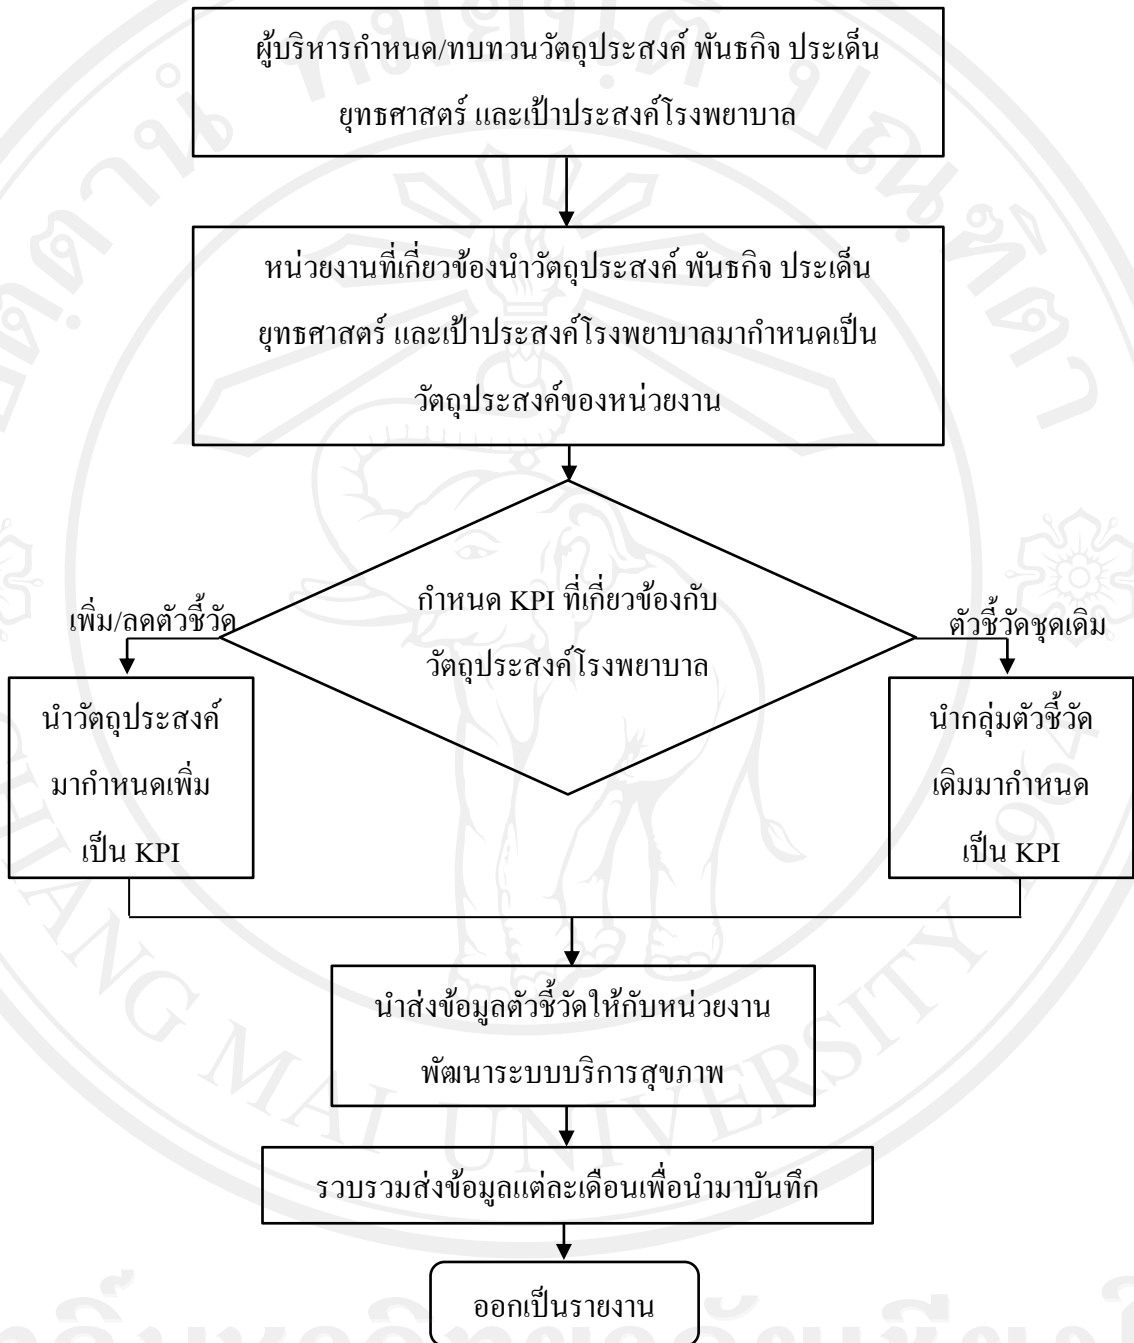 ผู้บริหารกำหนด/ทบทวนวัตถุประสงค์ พันธกิจ ประเด็น
ยุทธศาสตร์ และเป้าประสงค์โรงพยาบาล
หน่วยงานที่เกี่ยวข้องนำวัตถุประสงค์ พันธกิจ ประเด็น
ยุทธศาสตร์ และเป้าประสงค์โรงพยาบาลมากำหนดเป็น
วัตถุประสงค์ของหน่วยงาน
กำหนด KPI ที่เกี่ยวข้องกับ
วัตถุประสงค์โรงพยาบาล
เพิ่ม/ลดตัวชี้วัด
ตัวชี้วัดชุดเดิม
นำวัตถุประสงค์
มากำหนดเพิ่ม
เป็น KPI
นำกลุ่มตัวชี้วัด
เดิมมากำหนด
เป็น KPI
นำส่งข้อมูลตัวชี้วัดให้กับหน่วยงาน
พัฒนาระบบบริการสุขภาพ
รวบรวมส่งข้อมูลแต่ละเดือนเพื่อนำมาบันทึก
ออกเป็นรายงาน
CHIANG MAI UNIVERSITY 1964